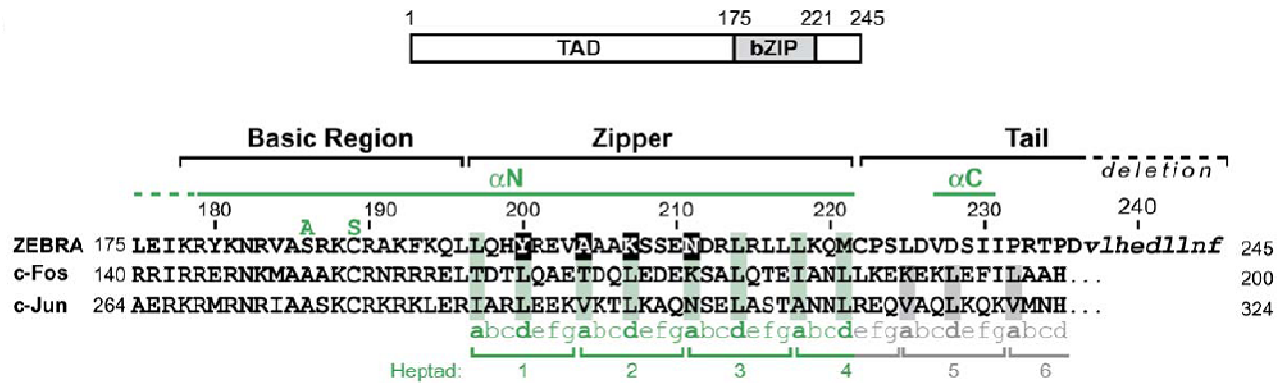 1 175 221 245
TAD bZIP
Basic Region Zipper Tail
deletion
αN αC
180 190 200 210 220 230 240
A S
ZEBRA 175 LEIKRYKNRVASRKCRAKFKQLLQHYREVAAAKSSENDRLRLLLKQMCPSLDVDSIIPRTPDvlhedllnf 245
c-Fos 140 RRIRRERNKMAAAKCRNRRRELTDTLQAETDQLEDEKSALQTEIANLLKEKEKLEFILAAH... 200
c-Jun 264 AERKRMRNRIAASKCRKRKLERIARLEEKVKTLKAQNSELASTANNLREQVAQLKQKVMNH... 324
abcdefgabcdefgabcdefgabcdefgabcdefgabcd
Heptad: 1 2 3 4 5 6